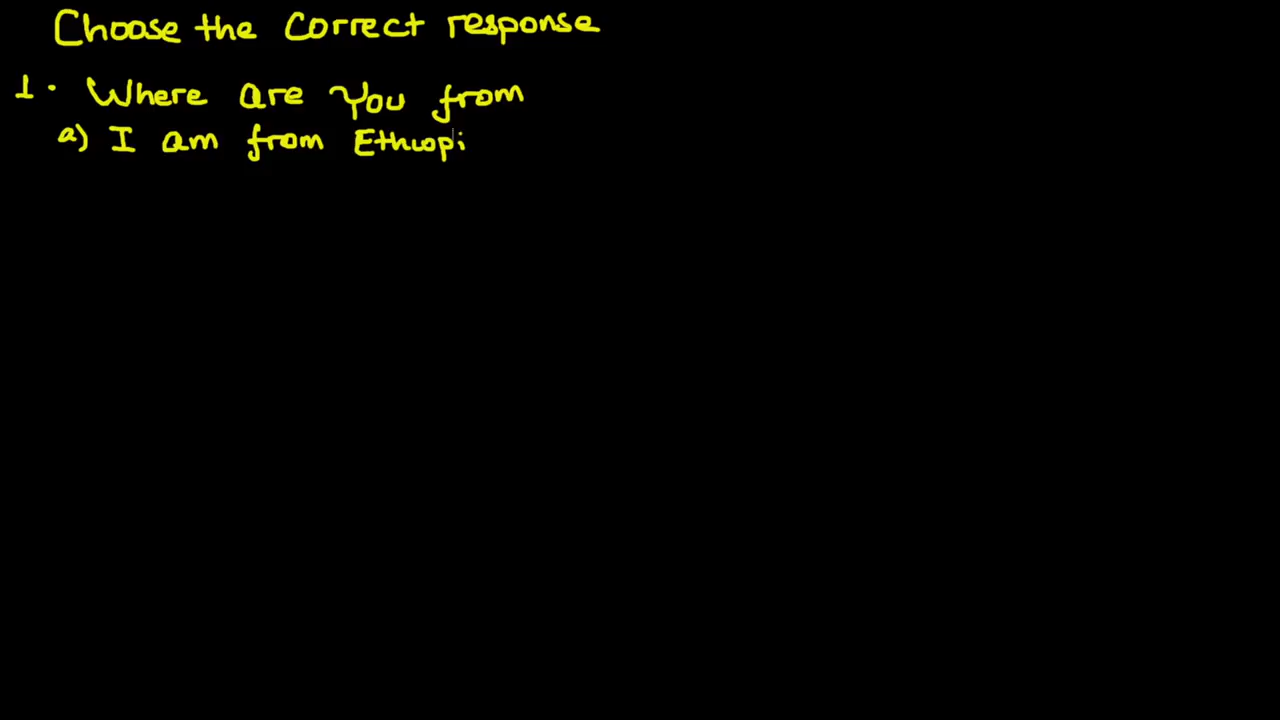 Choose the correct response
1. Where are You from
a) I am from Ethiopi